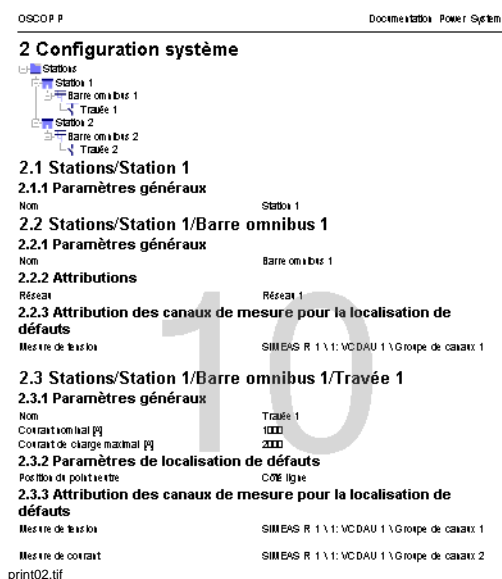 OSCOP P
Documentation Power System
2 Configuration système
Stations
Station 1
Barre omnibus 1
Travée 1
Station 2
Barre omnibus 2
Travée 2
2.1 Stations/Station 1
2.1.1 Paramètres généraux
Nom Station 1
2.2 Stations/Station 1/Barre omnibus 1
2.2.1 Paramètres généraux
Nom Barre omnibus 1
2.2.2 Attributions
Réseau Réseau 1
2.2.3 Attribution des canaux de mesure pour la localisation de
défauts
Mesure de tension SIMEAS R 1 \ 1: VCDAU 1 \ Groupe de canaux 1
2.3 Stations/Station 1/Barre omnibus 1/Travée 1
2.3.1 Paramètres généraux
Nom Travée 1
Courant nominal [A] 1000
Courant de charge maximal [A] 2000
2.3.2 Paramètres de localisation de défauts
Position du point neutre Côté ligne
2.3.3 Attribution des canaux de mesure pour la localisation de
défauts
Mesure de tension SIMEAS R 1 \ 1: VCDAU 1 \ Groupe de canaux 1
Mesure de courant SIMEAS R 1 \ 1: VCDAU 1 \ Groupe de canaux 2
10
print02.tif